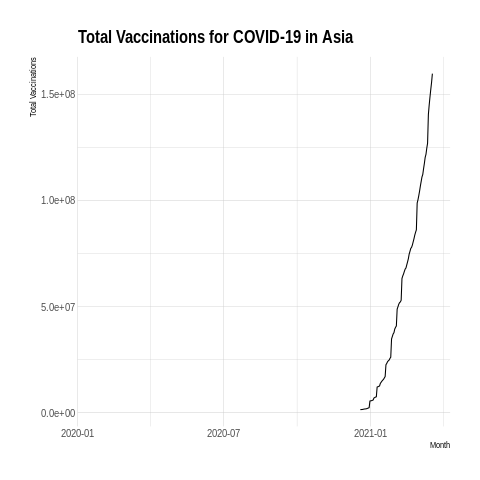 Total Vaccinations for COVID-19 in Asia
Total Vaccinations
1.5e+08
1.0e+08
5.0e+07
0.0e+00
2020-01
2020-07
2021-01
Month